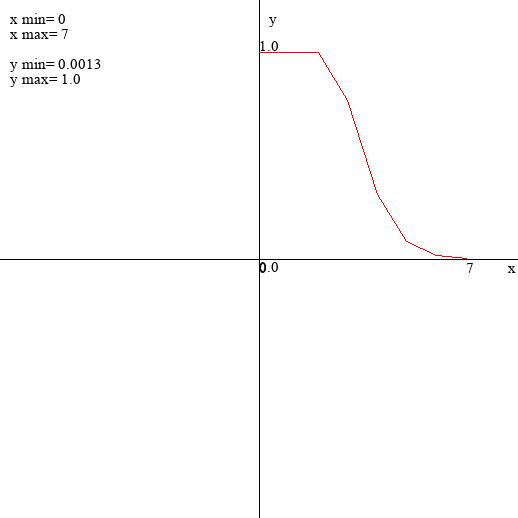 x min= 0
x max= 7
y min= 0.0013
y max= 1.0
y
1.0
0.0
7
x